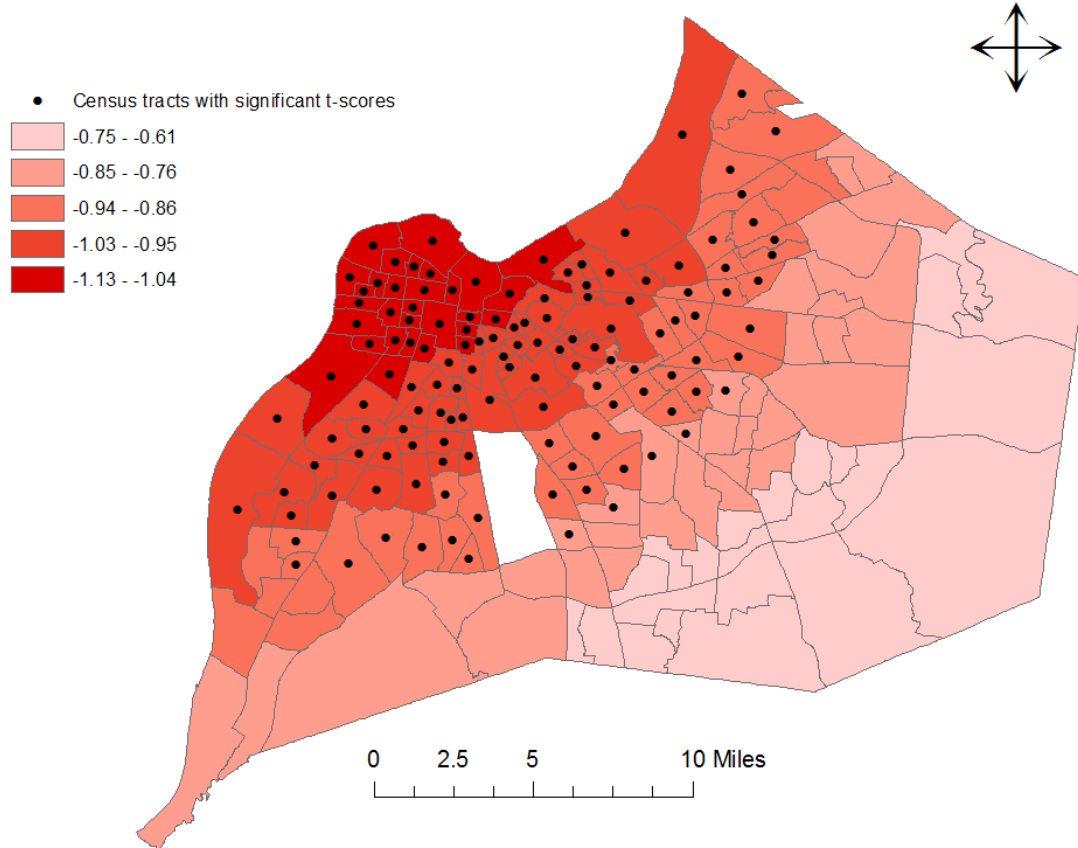 Census tracts with significant t-scores
-0.75 - -0.61
-0.85 - -0.76
-0.94 - -0.86
-1.03 - -0.95
-1.13 - -1.04
0 2.5 5 10 Miles